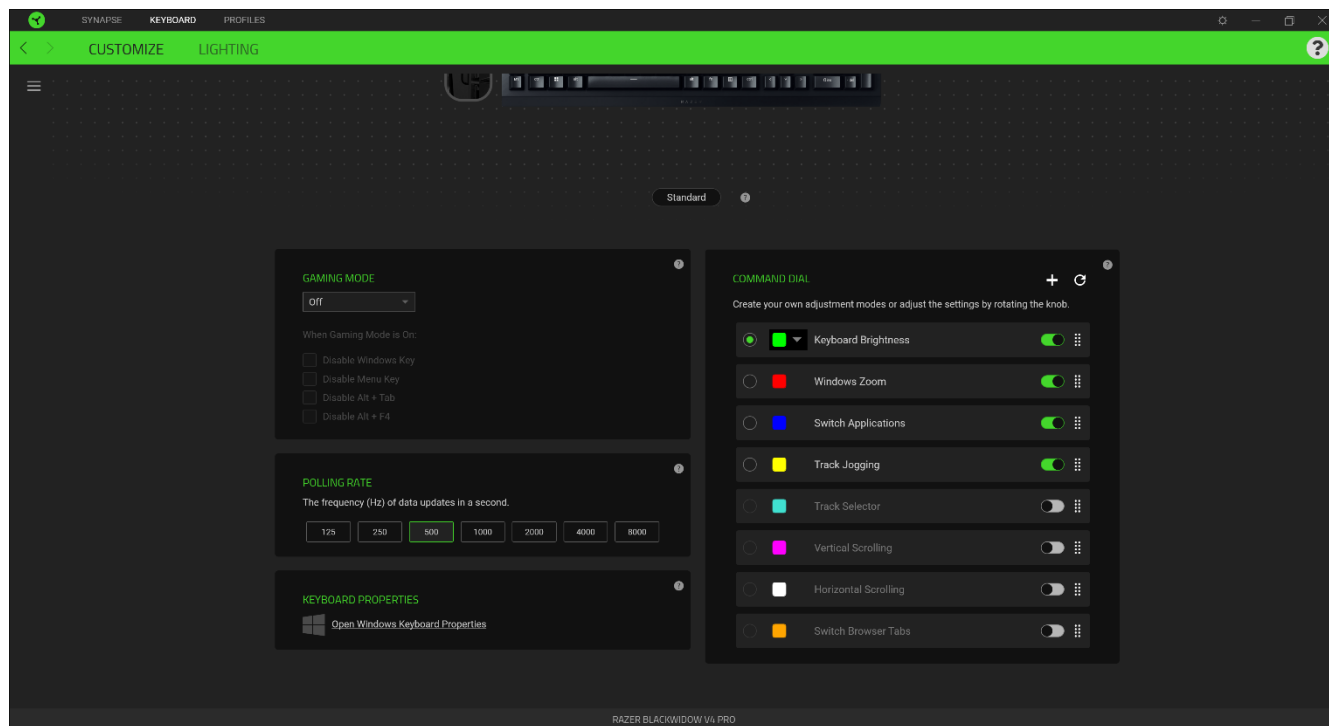 SYNAPSE KEYBOARD PROFILES
CUSTOMIZE LIGHTING
?
Standard ?
GAMING MODE ?
Off
When Gaming Mode is On:
Disable Windows Key
Disable Menu Key
Disable Alt + Tab
Disable Alt + F4
POLLING RATE ?
The frequency (Hz) of data updates in a second.
125 250 500 1000 2000 4000 8000
KEYBOARD PROPERTIES ?
Open Windows Keyboard Properties
COMMAND DIAL ?
Create your own adjustment modes or adjust the settings by rotating the knob.
Keyboard Brightness
Windows Zoom
Switch Applications
Track Jogging
Track Selector
Vertical Scrolling
Horizontal Scrolling
Switch Browser Tabs
RAZER BLACKWIDOW V4 PRO